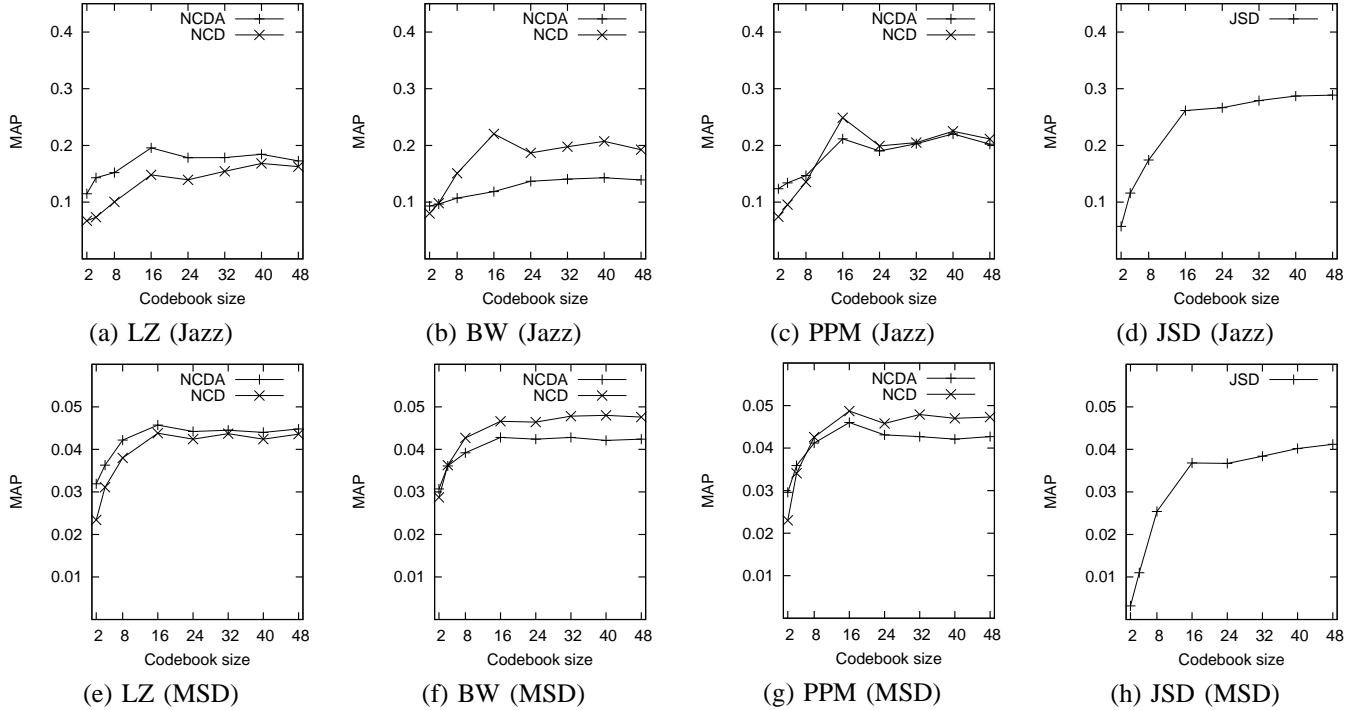 0.4
0.3
0.2
0.1
MAP
2 8 16 24 32 40 48
Codebook size
NCDA
NCD
(a) LZ (Jazz)
0.4
0.3
0.2
0.1
MAP
2 8 16 24 32 40 48
Codebook size
NCDA
NCD
(b) BW (Jazz)
0.4
0.3
0.2
0.1
MAP
2 8 16 24 32 40 48
Codebook size
NCDA
NCD
(c) PPM (Jazz)
0.4
0.3
0.2
0.1
MAP
2 8 16 24 32 40 48
Codebook size
JSD
(d) JSD (Jazz)
0.05
0.04
0.03
0.02
0.01
MAP
2 8 16 24 32 40 48
Codebook size
NCDA
NCD
(e) LZ (MSD)
0.05
0.04
0.03
0.02
0.01
MAP
2 8 16 24 32 40 48
Codebook size
NCDA
NCD
(f) BW (MSD)
0.05
0.04
0.03
0.02
0.01
MAP
2 8 16 24 32 40 48
Codebook size
NCDA
NCD
(g) PPM (MSD)
0.05
0.04
0.03
0.02
0.01
MAP
2 8 16 24 32 40 48
Codebook size
JSD
(h) JSD (MSD)